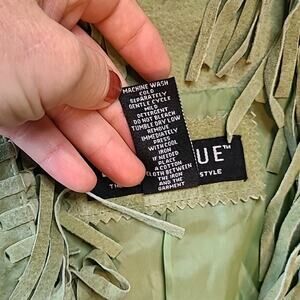 MACHINE WASH
COLD
SEPARATELY
GENTLE CYCLE
MILD
DETERGENT
DO NOT BLEACH
TUMBLE DRY LOW
REMOVE
IMMEDIATELY
PRESS
WITH COOL
IRON
IF NEEDED
PLACE
A COTTON
CLOTH BETWEEN
THE IRON
AND THE
GARMENT
UE™
STYLE